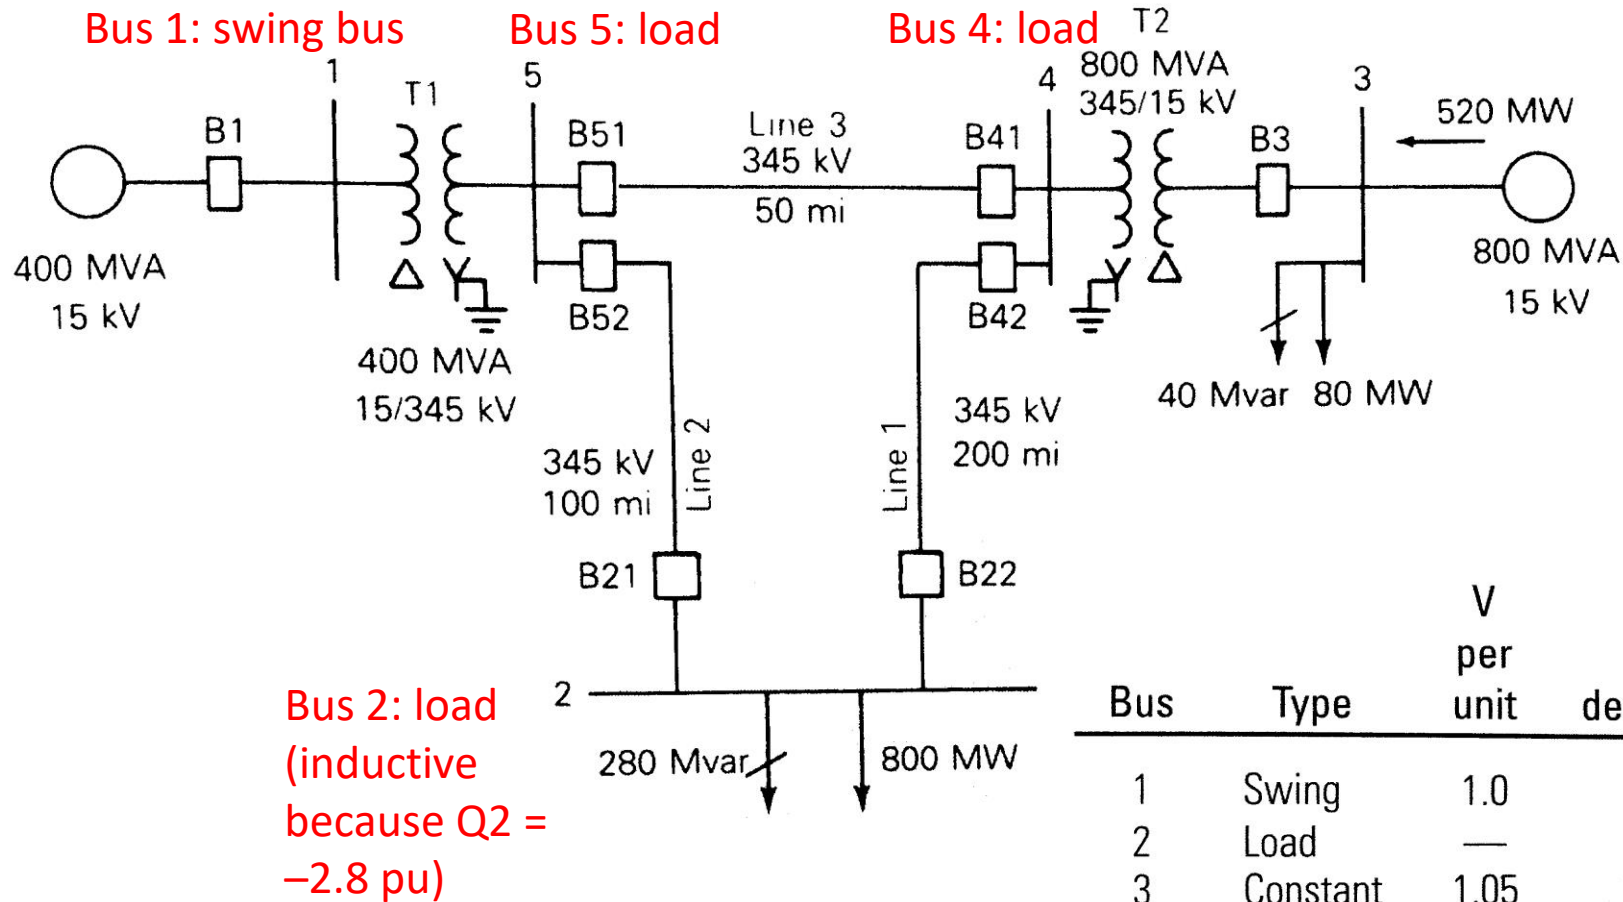 Bus 1: swing bus
Bus 5: load
Bus 4: load
T2
800 MVA
345/15 kV
1
T1
5
4
3
B1
B51
Line 3
345 kV
50 mi
B41
B3
520 MW
400 MVA
15 kV
B52
B42
800 MVA
15 kV
400 MVA
15/345 kV
40 Mvar
80 MW
345 kV
100 mi
Line 2
Line 1
345 kV
200 mi
B21
B22
Bus 2: load
(inductive
because Q2 =
–2.8 pu)
2
280 Mvar
800 MW
V
per
Bus Type unit de
1 Swing 1.0
2 Load —
3 Constant 1.05